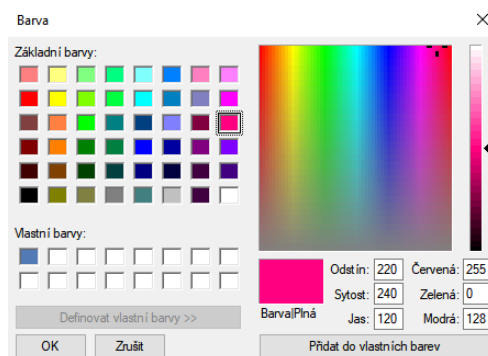 Barva
Základní barvy:
Vlastní barvy:
Definovat vlastní barvy >>
OK
Zrušit
Barva|Plná
Odstín: 220
Sytost: 240
Jas: 120
Červená: 255
Zelená: 0
Modrá: 128
Přidat do vlastních barev